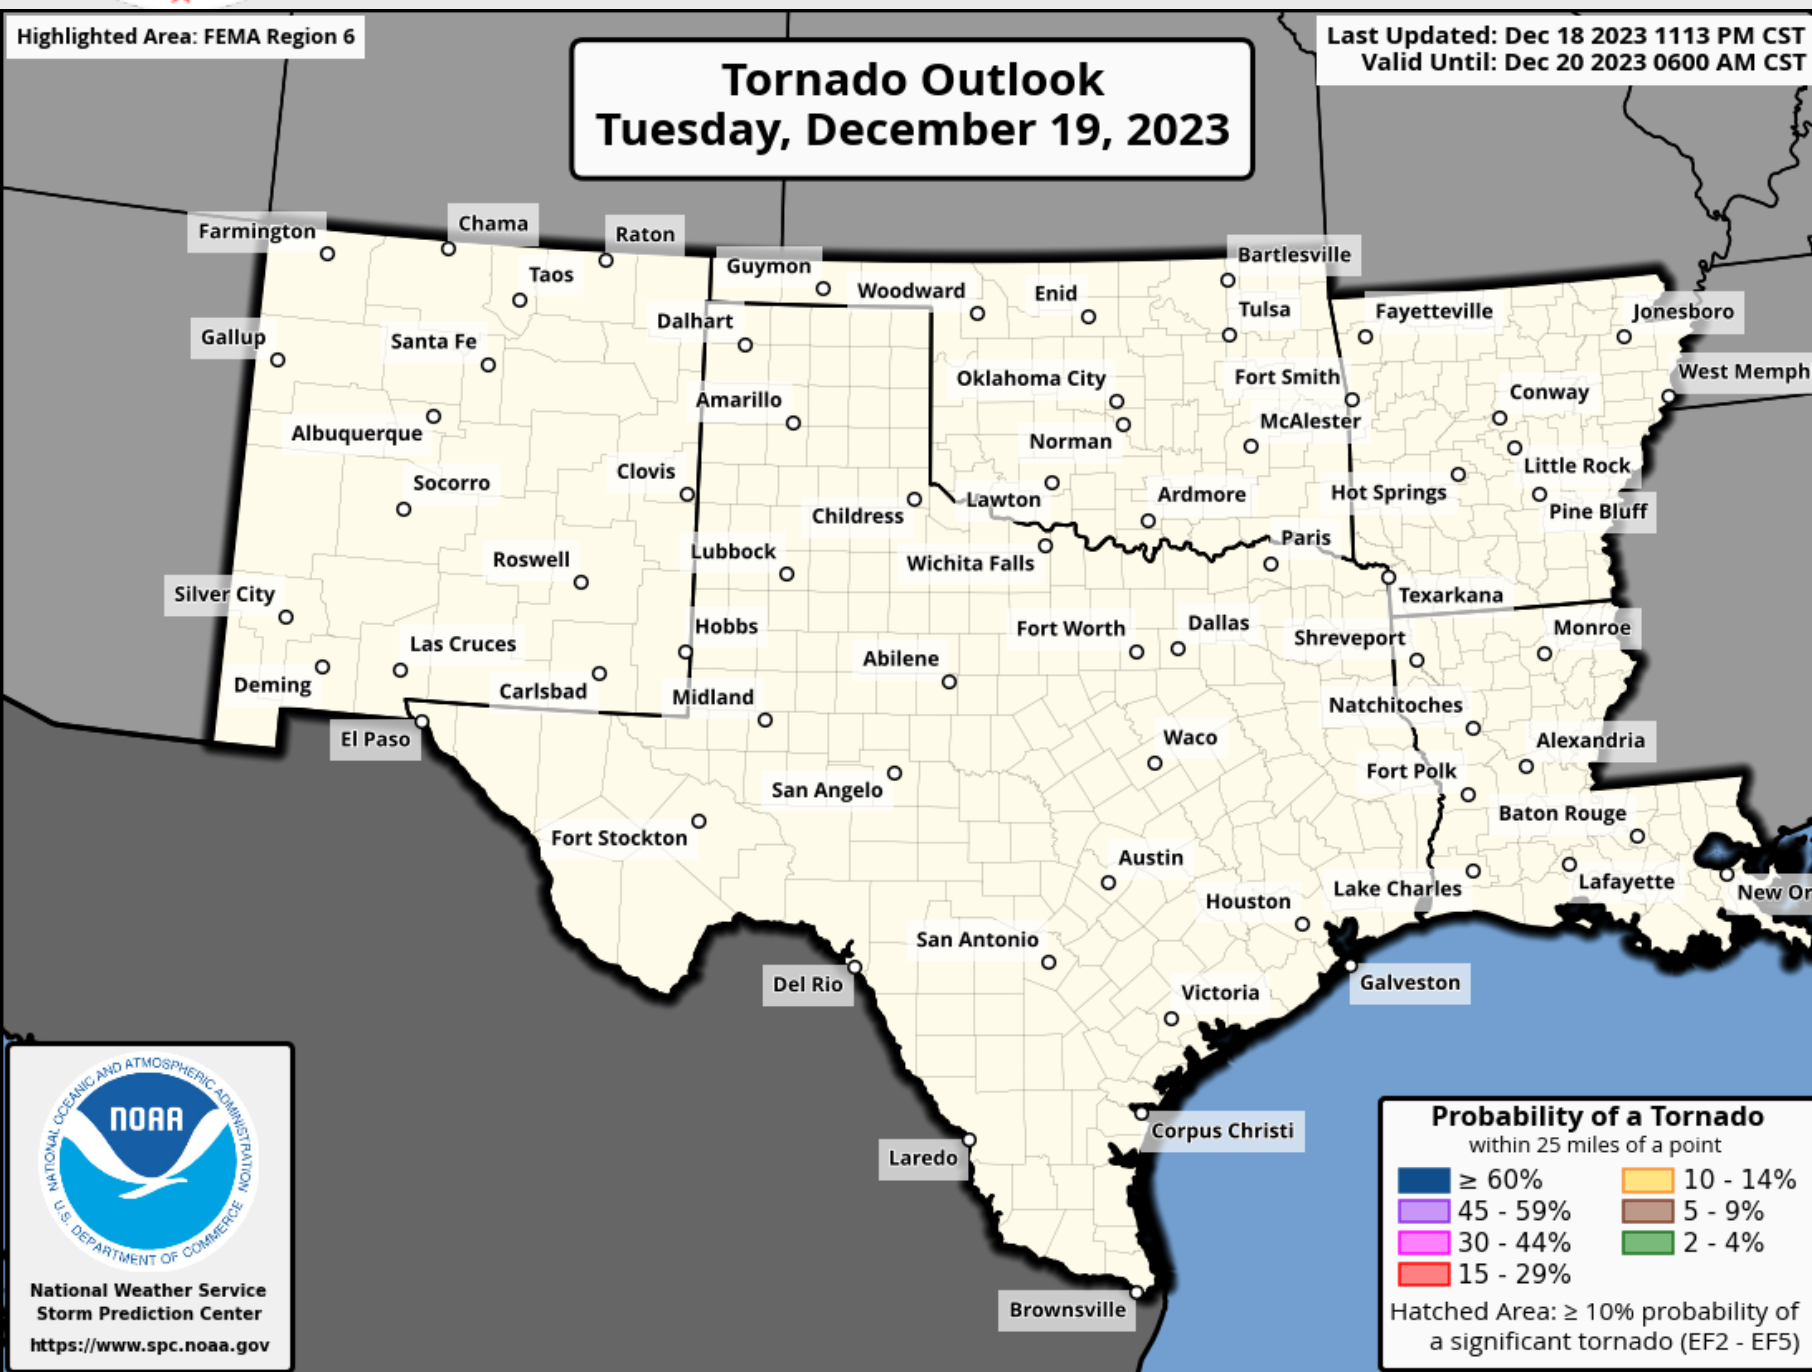 Highlighted Area: FEMA Region 6
Last Updated: Dec 18 2023 1113 PM CST
Valid Until: Dec 20 2023 0600 AM CST
Tornado Outlook
Tuesday, December 19, 2023
Farmington
Chama
Raton
Taos
Guymon
Woodward
Enid
Bartlesville
Tulsa
Fayetteville
Jonesboro
Gallup
Santa Fe
Dalhart
Oklahoma City
Fort Smith
Conway
West Memph
Albuquerque
Amarillo
Norman
McAlester
Little Rock
Socorro
Clovis
Childress
Lawton
Ardmore
Hot Springs
Pine Bluff
Roswell
Lubbock
Wichita Falls
Paris
Texarkana
Silver City
Las Cruces
Hobbs
Abilene
Fort Worth
Dallas
Shreveport
Monroe
Deming
Carlsbad
Midland
Natchitoches
El Paso
San Angelo
Waco
Fort Polk
Alexandria
Fort Stockton
Austin
Baton Rouge
Houston
Lake Charles
Lafayette
New Or
San Antonio
Del Rio
Victoria
Galveston
Corpus Christi
Laredo
Brownsville
NATIONAL OCEANIC AND ATMOSPHERIC ADMINISTRATION
NOAA
U.S. DEPARTMENT OF COMMERCE
National Weather Service
Storm Prediction Center
https://www.spc.noaa.gov
Probability of a Tornado
within 25 miles of a point
≥ 60%
10 - 14%
45 - 59%
5 - 9%
30 - 44%
2 - 4%
15 - 29%
Hatched Area: ≥ 10% probability of
a significant tornado (EF2 - EF5)